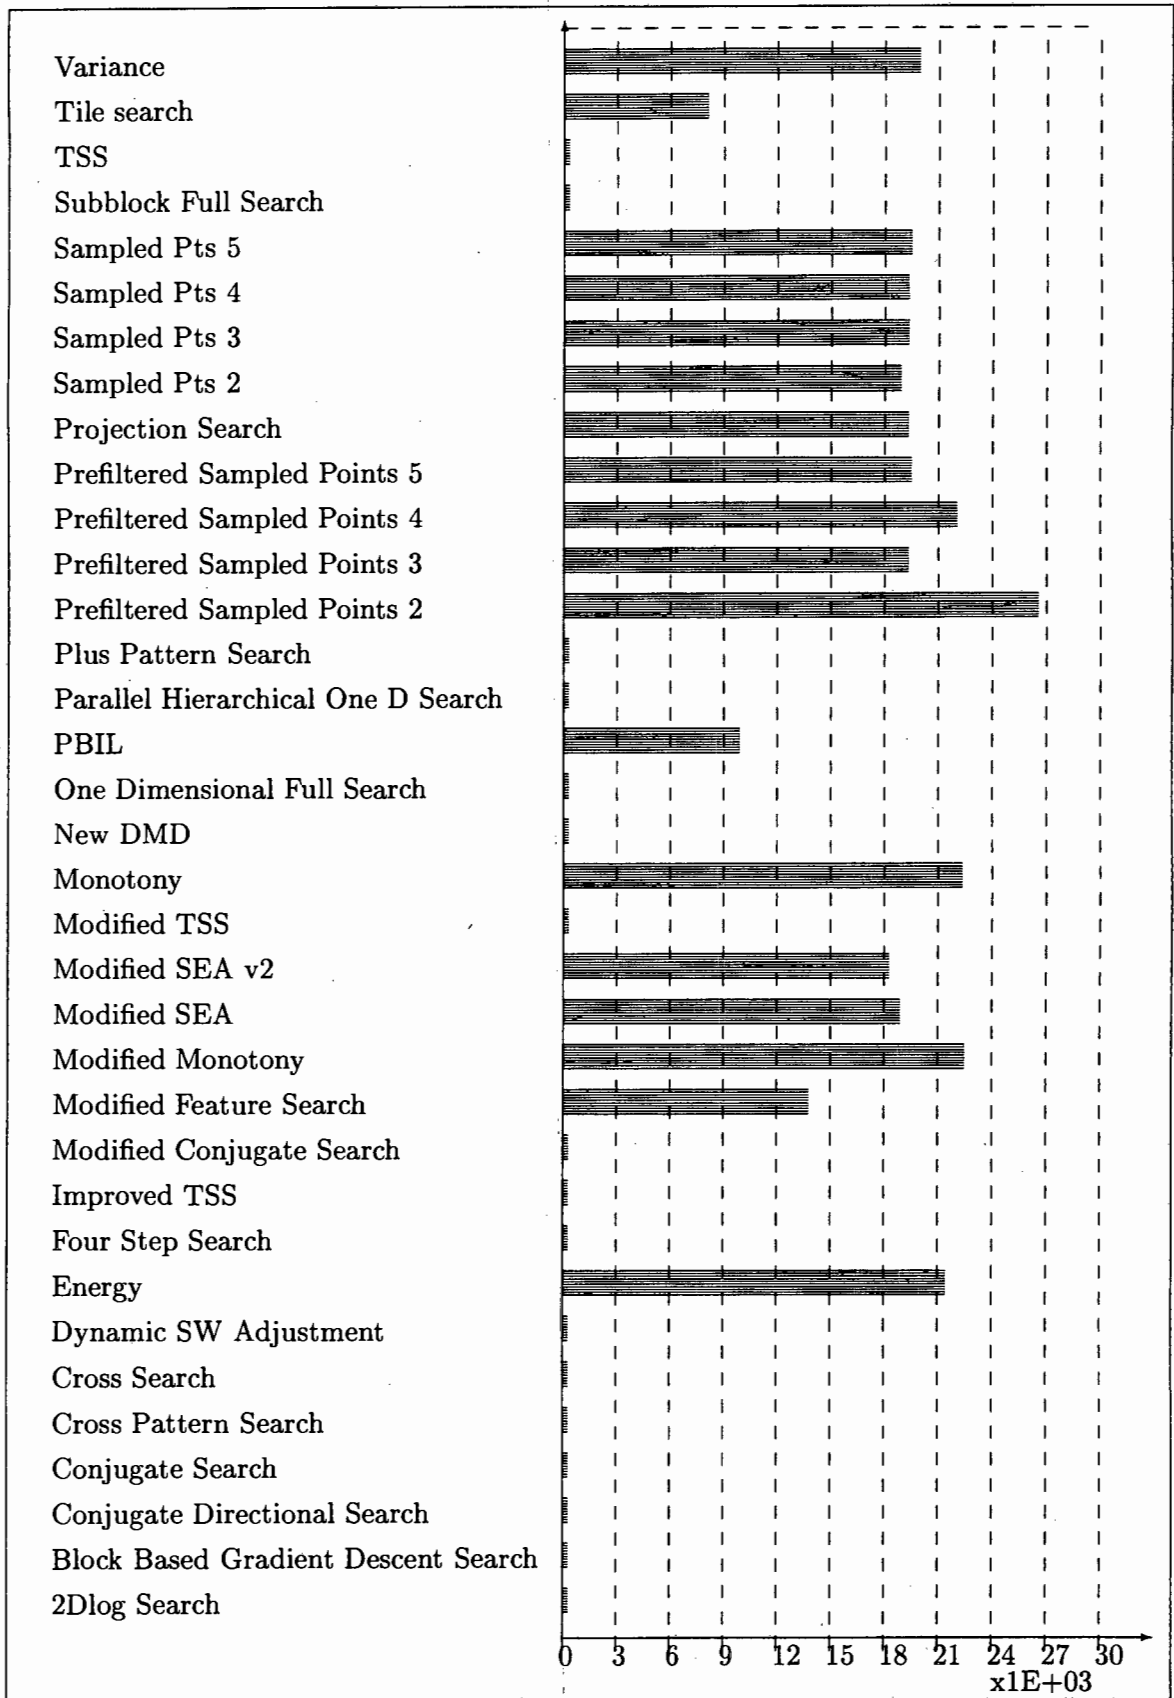 Variance
Tile search
TSS
Subblock Full Search
Sampled Pts 5
Sampled Pts 4
Sampled Pts 3
Sampled Pts 2
Projection Search
Prefiltered Sampled Points 5
Prefiltered Sampled Points 4
Prefiltered Sampled Points 3
Prefiltered Sampled Points 2
Plus Pattern Search
Parallel Hierarchical One D Search
PBIL
One Dimensional Full Search
New DMD
Monotony
Modified TSS
Modified SEA v2
Modified SEA
Modified Monotony
Modified Feature Search
Modified Conjugate Search
Improved TSS
Four Step Search
Energy
Dynamic SW Adjustment
Cross Search
Cross Pattern Search
Conjugate Search
Conjugate Directional Search
Block Based Gradient Descent Search
2Dlog Search
0 3 6 9 12 15 18 21 24 27 30
x1E+03